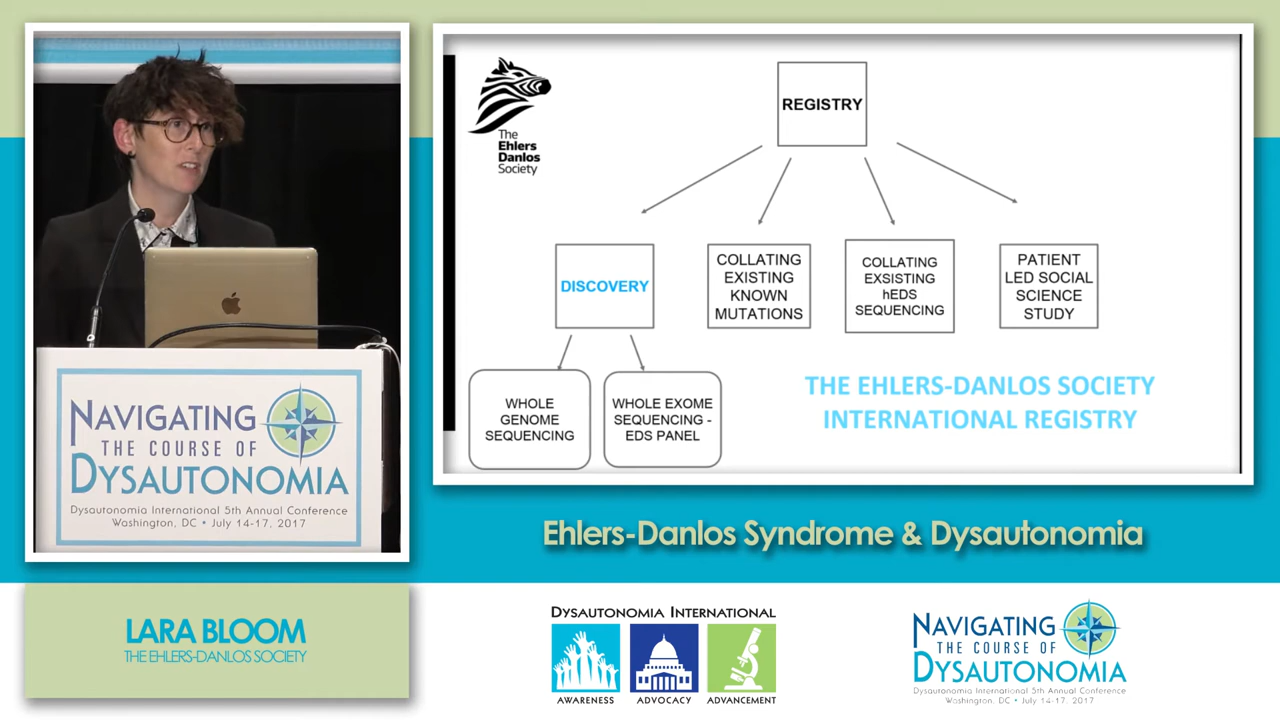 The
Ehlers
Danlos
Society
REGISTRY
DISCOVERY
COLLATING
EXISTING
KNOWN
MUTATIONS
COLLATING
EXSISTING
hEDS
SEQUENCING
PATIENT
LED SOCIAL
SCIENCE
STUDY
WHOLE
GENOME
SEQUENCING
WHOLE EXOME
SEQUENCING -
EDS PANEL
THE EHLERS-DANLOS SOCIETY
INTERNATIONAL REGISTRY
NAVIGATING
THE COURSE OF
DYSAUTONOMIA
Dysautonomia International 5th Annual Conference
Washington, DC • July 14-17, 2017
Ehlers-Danlos Syndrome & Dysautonomia
LARA BLOOM
THE EHLERS-DANLOS SOCIETY
DYSAUTONOMIA INTERNATIONAL
AWARENESS
ADVOCACY
ADVANCEMENT
NAVIGATING
THE COURSE OF
DYSAUTONOMIA
Dysautonomia International 5th Annual Conference
Washington, DC • July 14-17, 2017